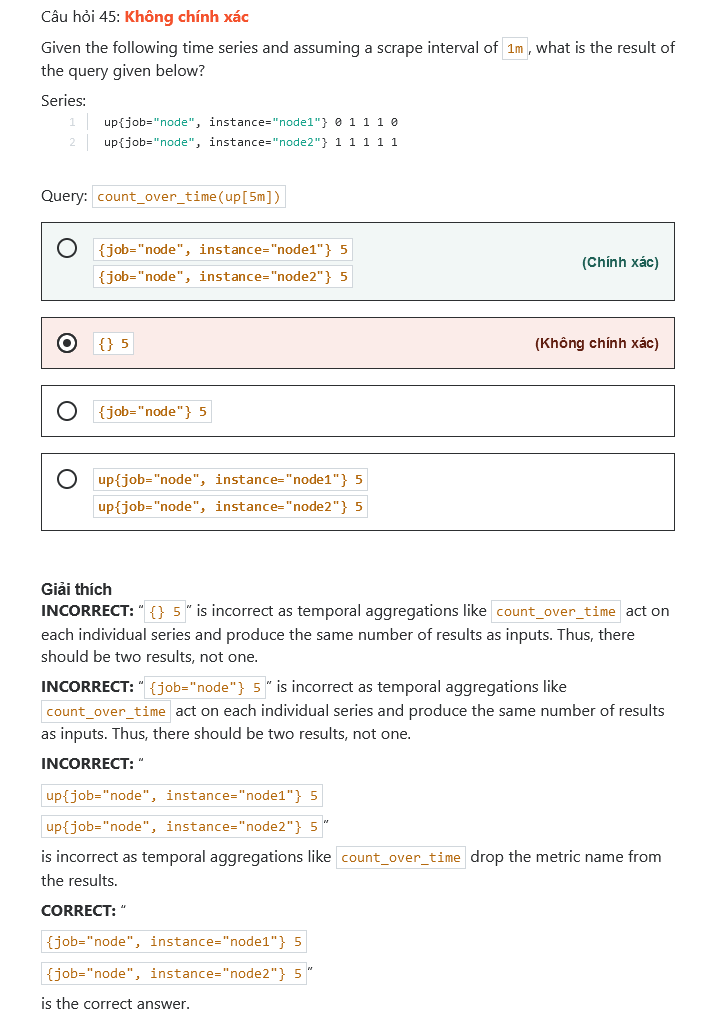 Câu hỏi 45: Không chính xác
Given the following time series and assuming a scrape interval of 1m, what is the result of
the query given below?
Series:
1 up{job="node", instance="node1"} 0 1 1 1 0
2 up{job="node", instance="node2"} 1 1 1 1 1
Query: count_over_time(up[5m])
{job="node", instance="node1"} 5
{job="node", instance="node2"} 5
(Chính xác)
{} 5
(Không chính xác)
{job="node"} 5
up{job="node", instance="node1"} 5
up{job="node", instance="node2"} 5
Giải thích
INCORRECT: “{} 5” is incorrect as temporal aggregations like count_over_time act on
each individual series and produce the same number of results as inputs. Thus, there
should be two results, not one.
INCORRECT: “{job="node"} 5” is incorrect as temporal aggregations like
count_over_time act on each individual series and produce the same number of results
as inputs. Thus, there should be two results, not one.
INCORRECT: “
up{job="node", instance="node1"} 5
up{job="node", instance="node2"} 5”
is incorrect as temporal aggregations like count_over_time drop the metric name from
the results.
CORRECT: “
{job="node", instance="node1"} 5
{job="node", instance="node2"} 5”
is the correct answer.